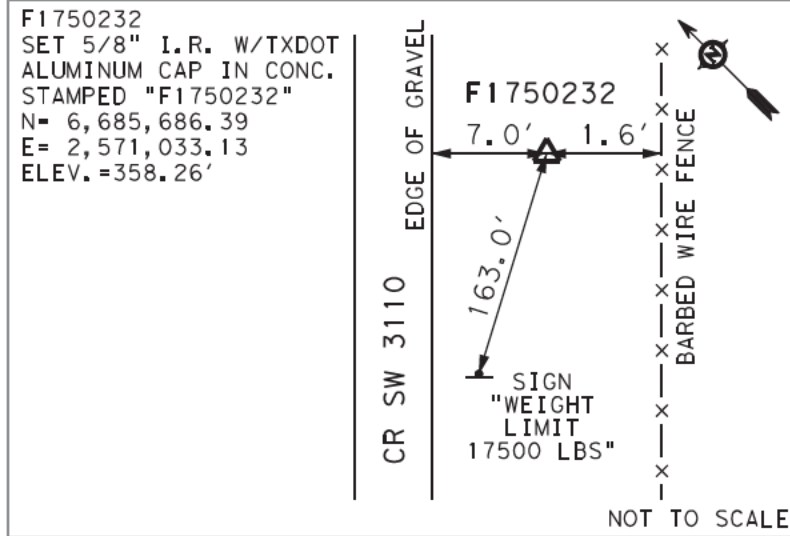 F1750232
SET 5/8" I.R. W/TXDOT
ALUMINUM CAP IN CONC.
STAMPED "F1750232"
N= 6,685,686.39
E= 2,571,033.13
ELEV.=358.26'
EDGE OF GRAVEL
CR SW 3110
F1750232
7.0'
1.6'
163.0'
SIGN
"WEIGHT
LIMIT
17500 LBS"
BARBED WIRE FENCE
N
NOT TO SCALE